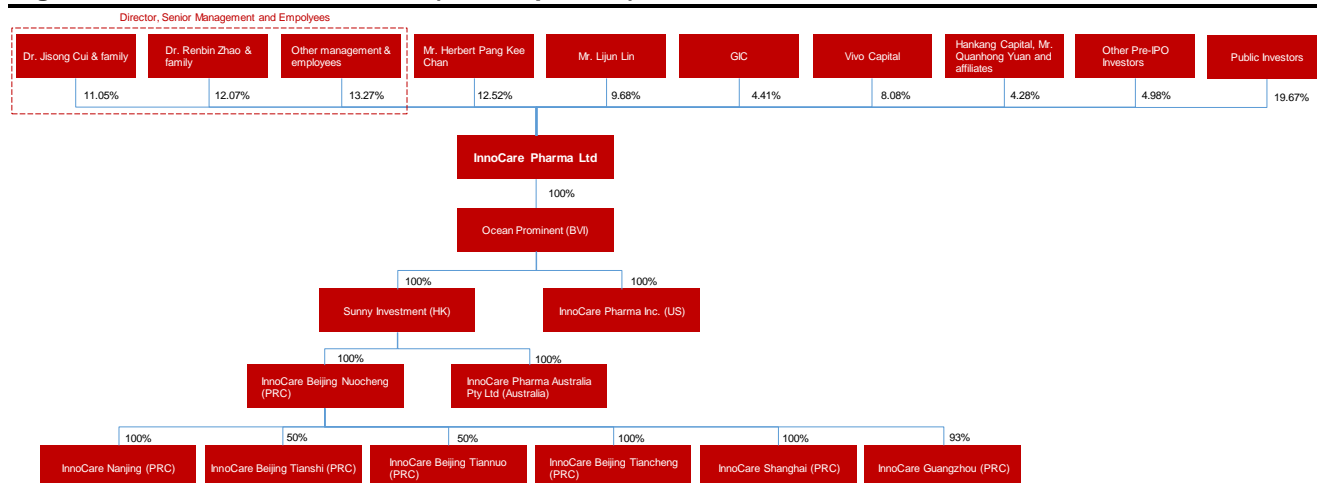 Director, Senior Management and Empolyees
Dr. Jisong Cui & family
Dr. Renbin Zhao &
family
Other management &
employees
Mr. Herbert Pang Kee
Chan
Mr. Lijun Lin
GIC
Vivo Capital
Hankang Capital, Mr.
Quanhong Yuan and
affiliates
Other Pre-IPO
Investors
Public Investors
11.05%
12.07%
13.27%
12.52%
9.68%
4.41%
8.08%
4.28%
4.98%
19.67%
InnoCare Pharma Ltd
100%
Ocean Prominent (BVI)
100%
100%
Sunny Investment (HK)
InnoCare Pharma Inc. (US)
100%
100%
InnoCare Beijing Nuocheng
(PRC)
InnoCare Pharma Australia
Pty Ltd (Australia)
100%
50%
50%
100%
100%
93%
InnoCare Nanjing (PRC)
InnoCare Beijing Tianshi (PRC)
InnoCare Beijing Tiannuo
(PRC)
InnoCare Beijing Tiancheng
(PRC)
InnoCare Shanghai (PRC)
InnoCare Guangzhou (PRC)